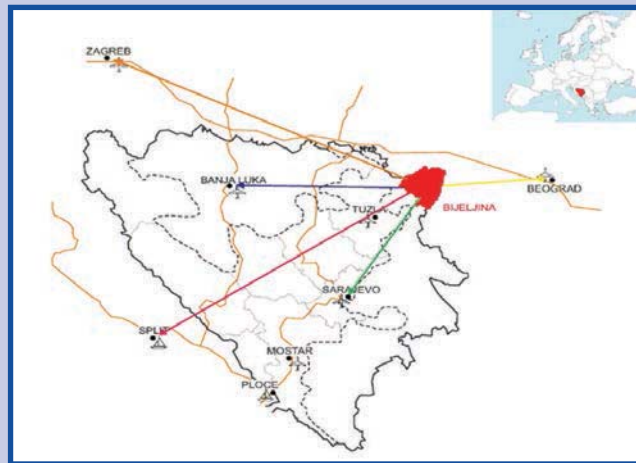 ZAGREB
BANJA LUKA
BEOGRAD
BIJELJINA
TUZLA
SARAJEVO
SPLIT
MOSTAR
PLOCE